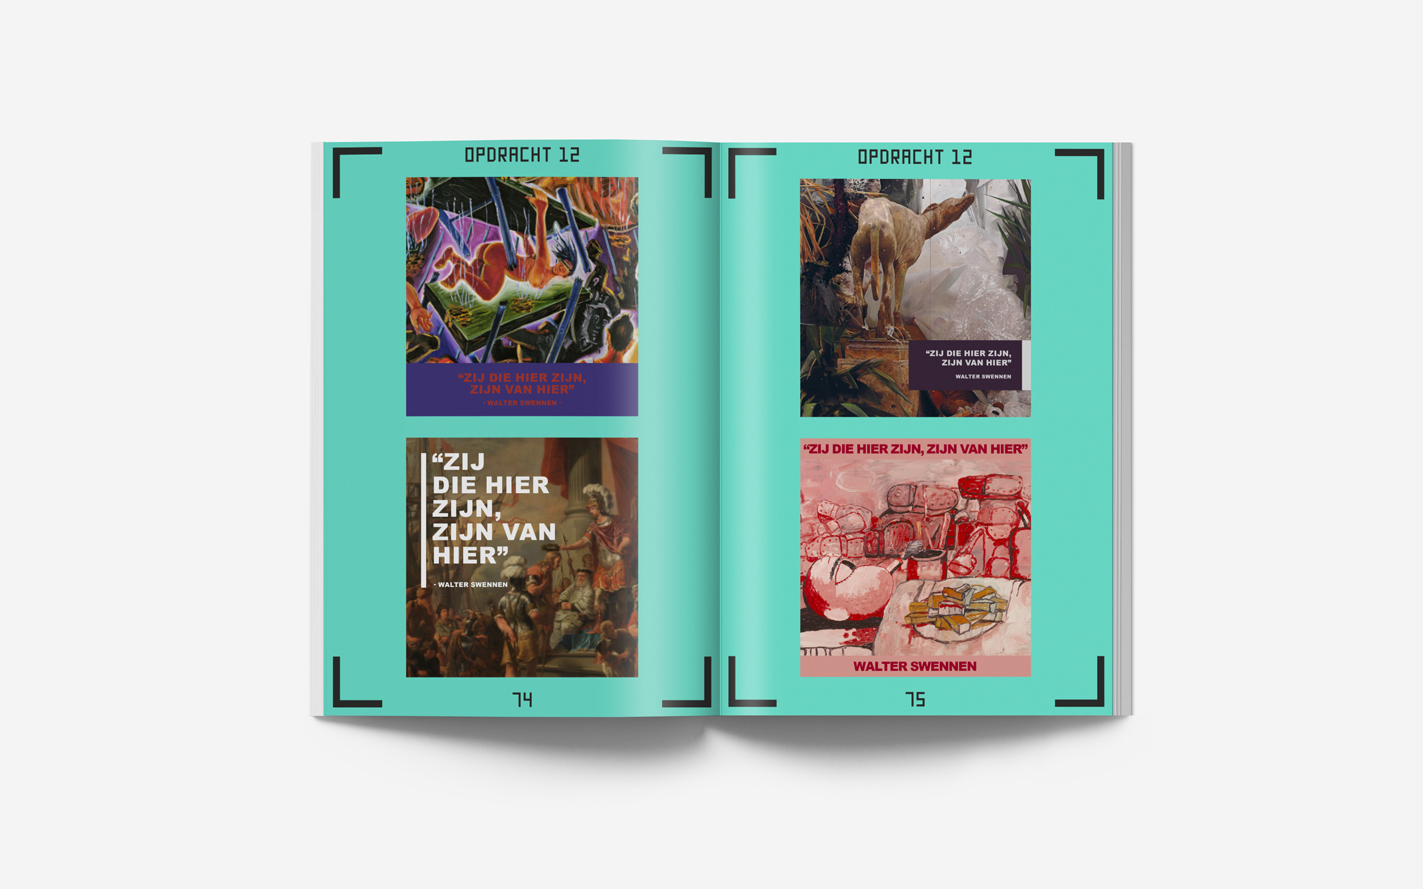 OPDRACHT 12
“ZIJ DIE HIER ZIJN,
ZIJN VAN HIER”
- WALTER SWENNEN -
“ZIJ
DIE HIER
ZIJN,
ZIJN VAN
HIER”
- WALTER SWENNEN
74
OPDRACHT 12
“ZIJ DIE HIER ZIJN,
ZIJN VAN HIER”
WALTER SWENNEN
“ZIJ DIE HIER ZIJN, ZIJN VAN HIER”
WALTER SWENNEN
75